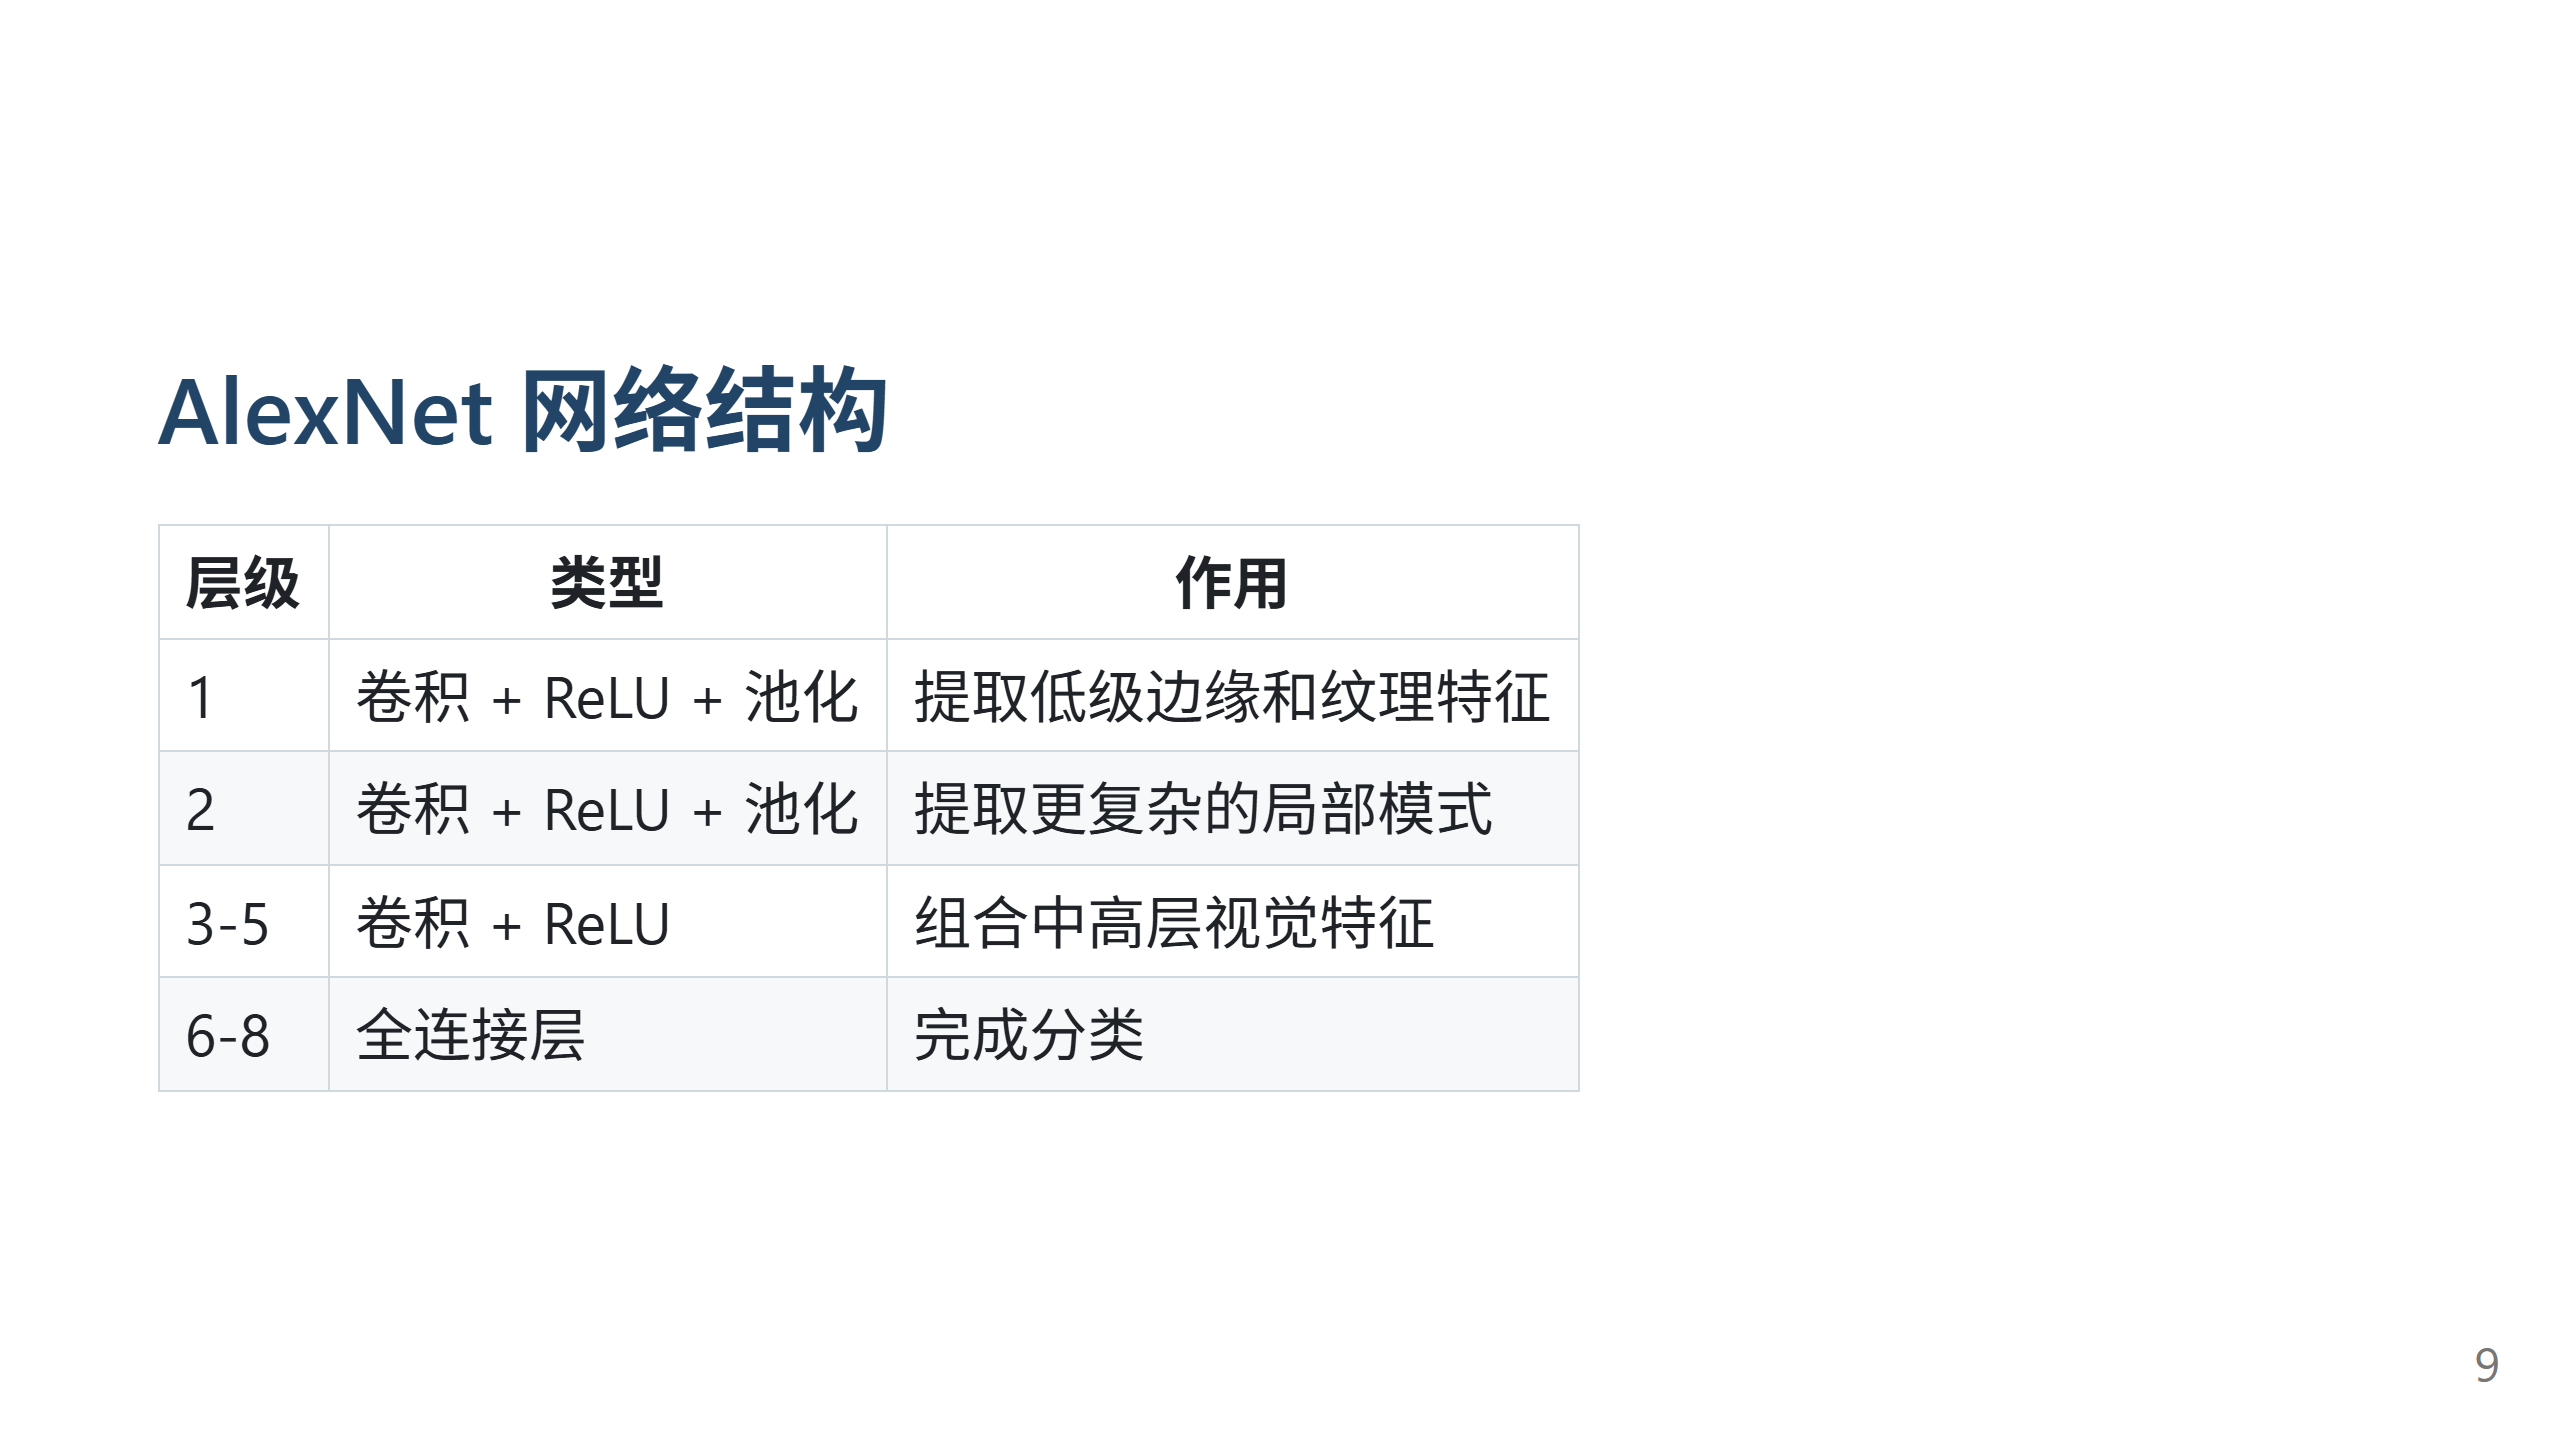 AlexNet 网络结构
层级 类型 作用
1 卷积 + ReLU + 池化 提取低级边缘和纹理特征
2 卷积 + ReLU + 池化 提取更复杂的局部模式
3-5 卷积 + ReLU 组合中高层视觉特征
6-8 全连接层 完成分类
9